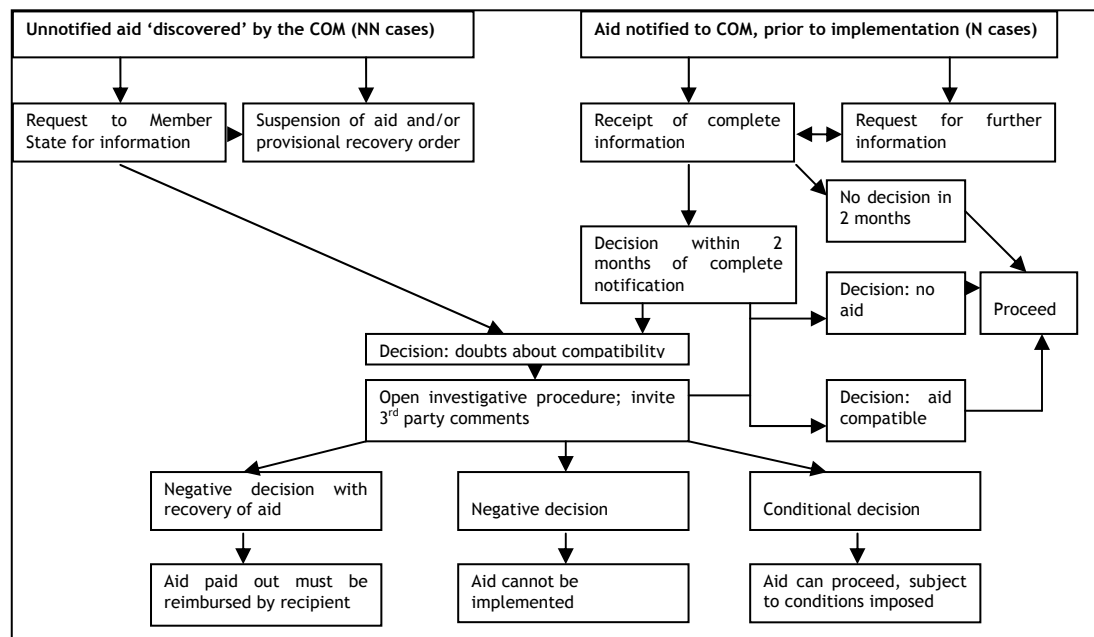 Unnotified aid ‘discovered’ by the COM (NN cases)
Aid notified to COM, prior to implementation (N cases)
Request to Member
State for information
Suspension of aid and/or
provisional recovery order
Receipt of complete
information
Request for further
information
No decision in
2 months
Decision within 2
months of complete
notification
Decision: no
aid
Proceed
Decision: doubts about compatibility
Open investigative procedure; invite
3rd party comments
Decision: aid
compatible
Negative decision with
recovery of aid
Negative decision
Conditional decision
Aid paid out must be
reimbursed by recipient
Aid cannot be
implemented
Aid can proceed, subject
to conditions imposed